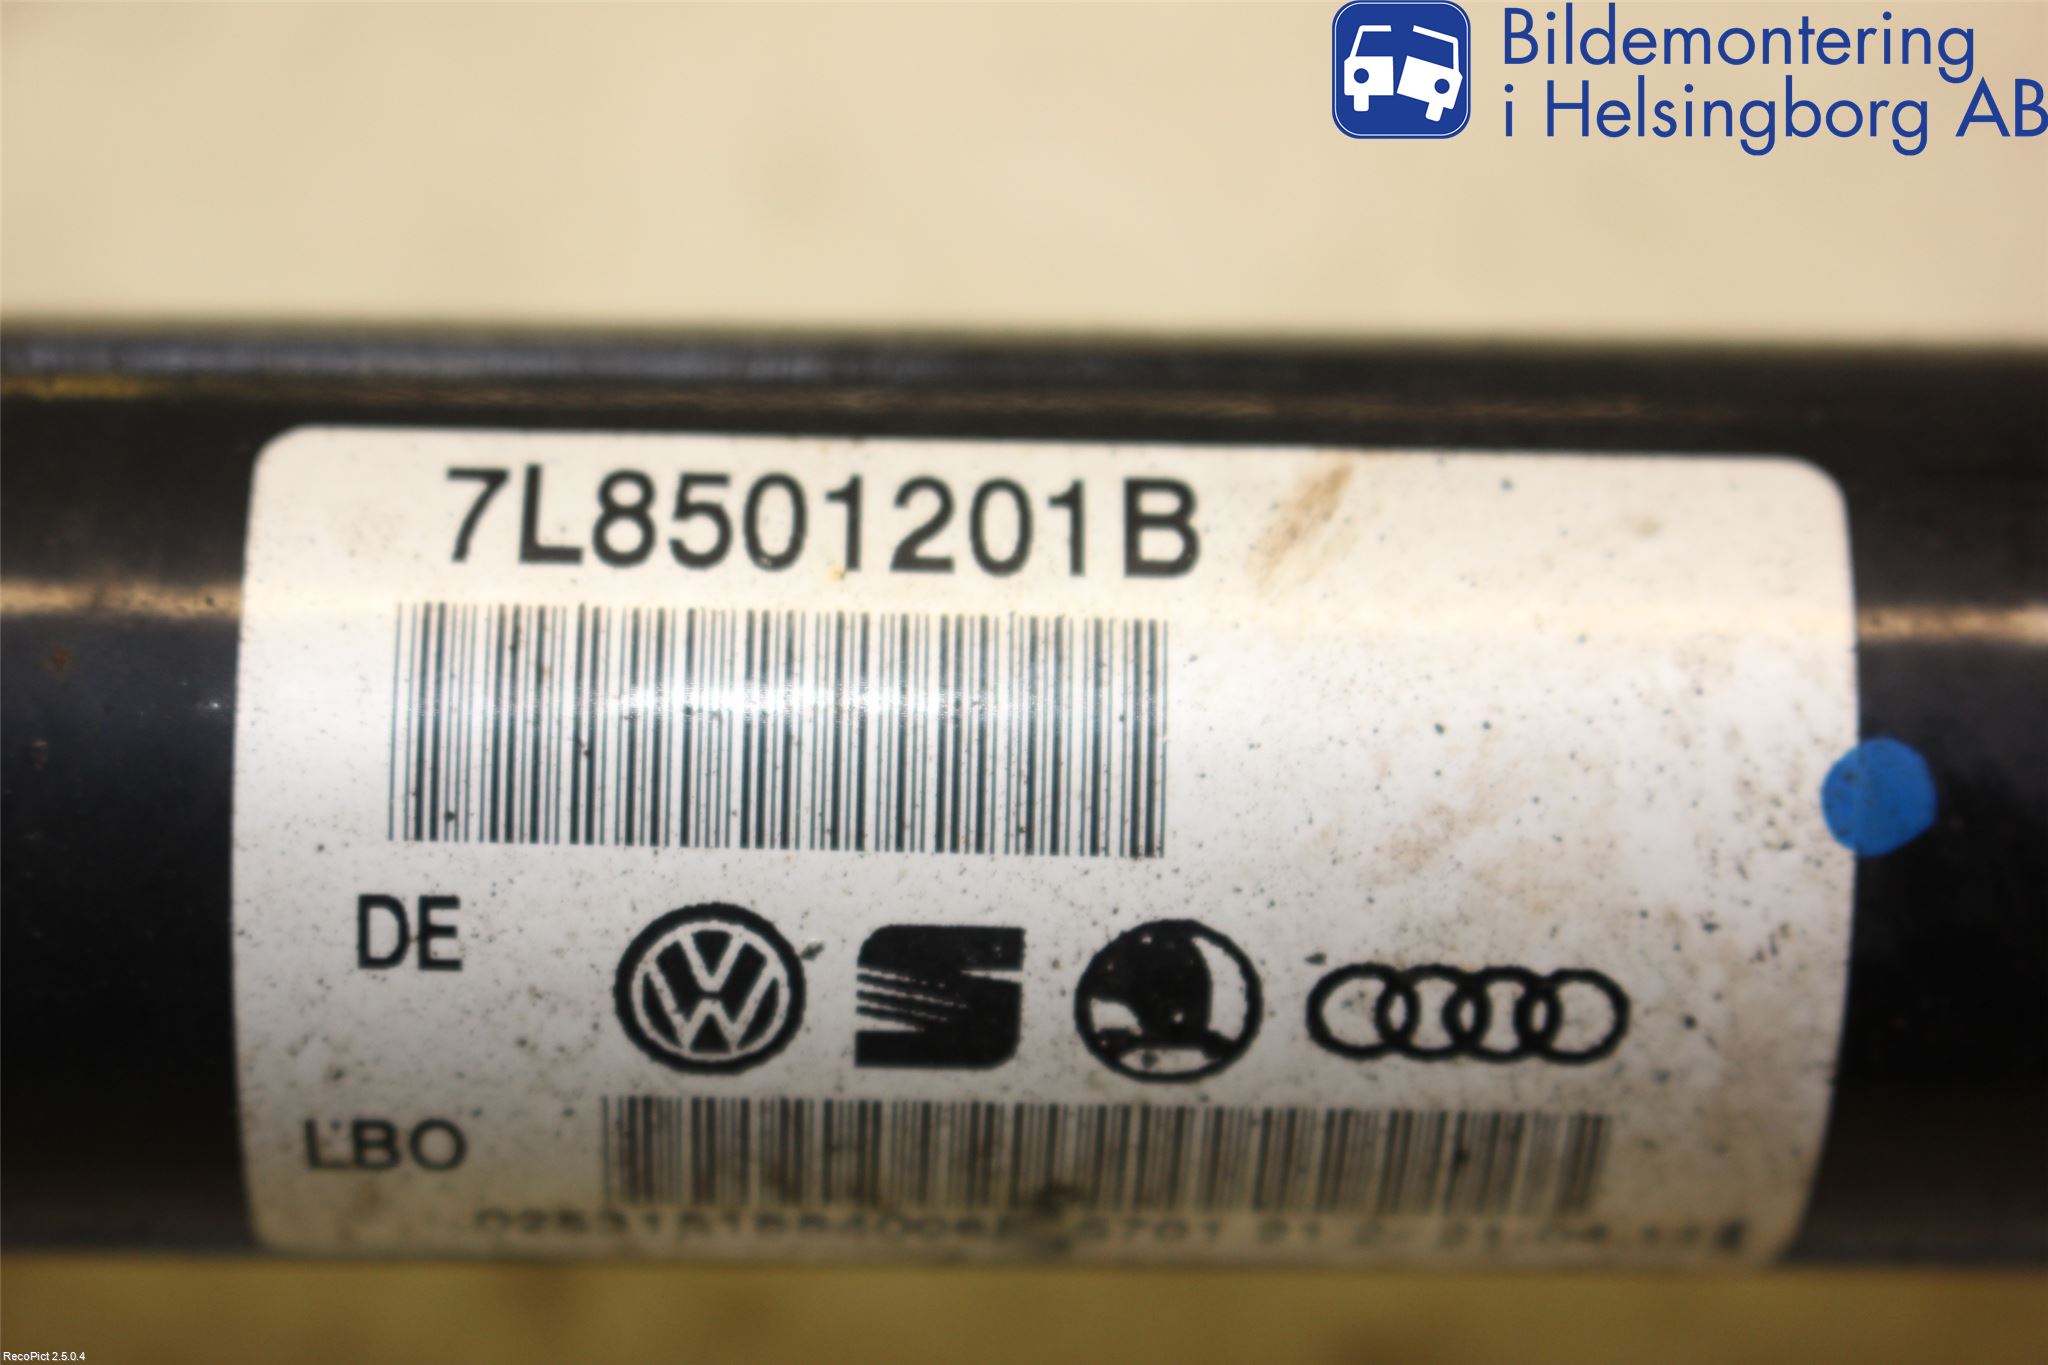 Bildemontering
i Helsingborg AB
7L8501201B
DE
LBO
RecoPict 2.5.0.4